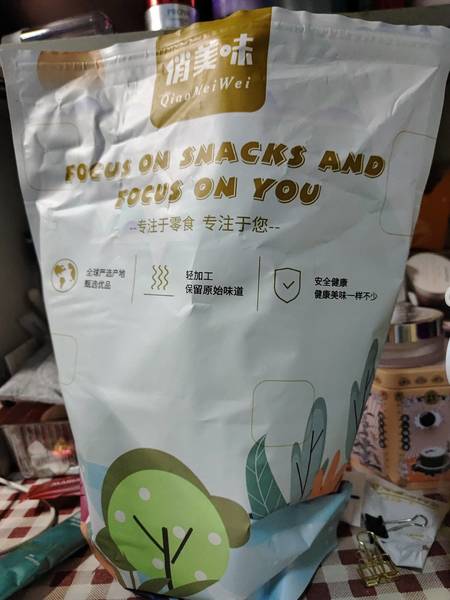 俏美味
QiaoMeiWei
FOCUS ON SNACKS AND
FOCUS ON YOU
--专注于零食 专注于您--
全球严选产地
甄选优品
轻加工
保留原始味道
安全健康
健康美味一样不少